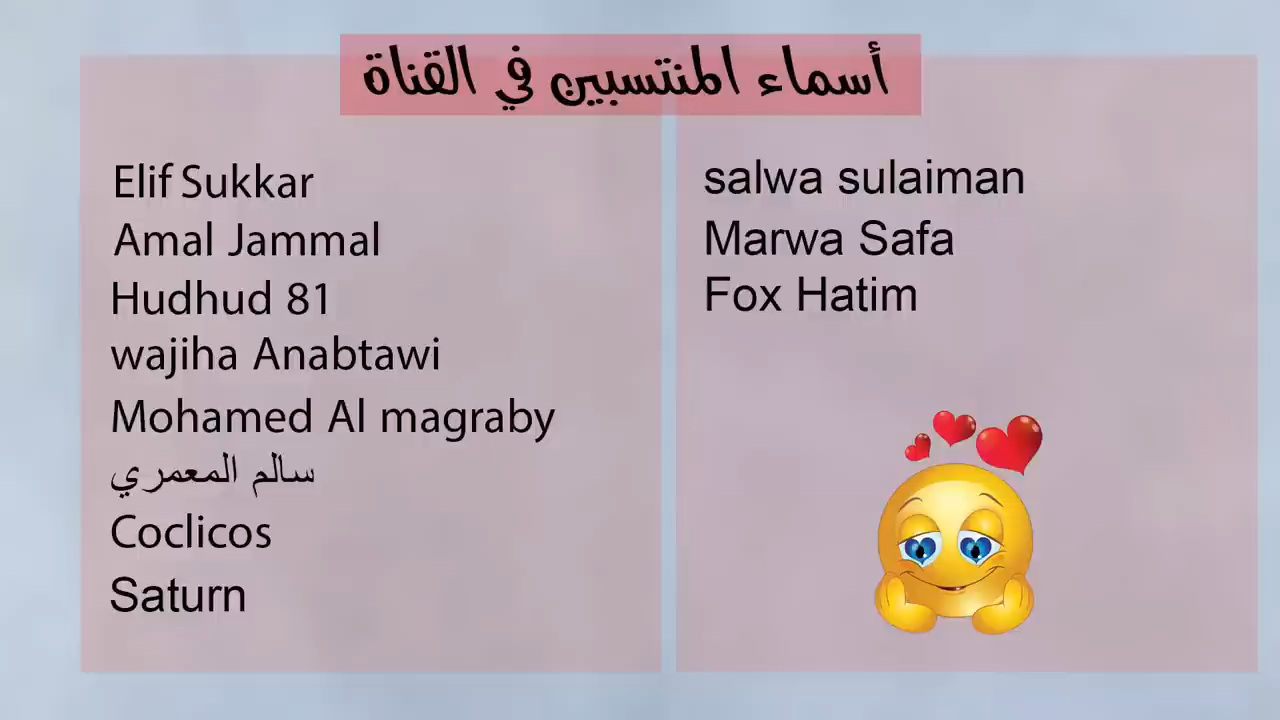 أسماء المنتسبين في القناة
Elif Sukkar
Amal Jammal
Hudhud 81
wajiha Anabtawi
Mohamed Al magraby
سالم المعمري
Coclicos
Saturn
salwa sulaiman
Marwa Safa
Fox Hatim